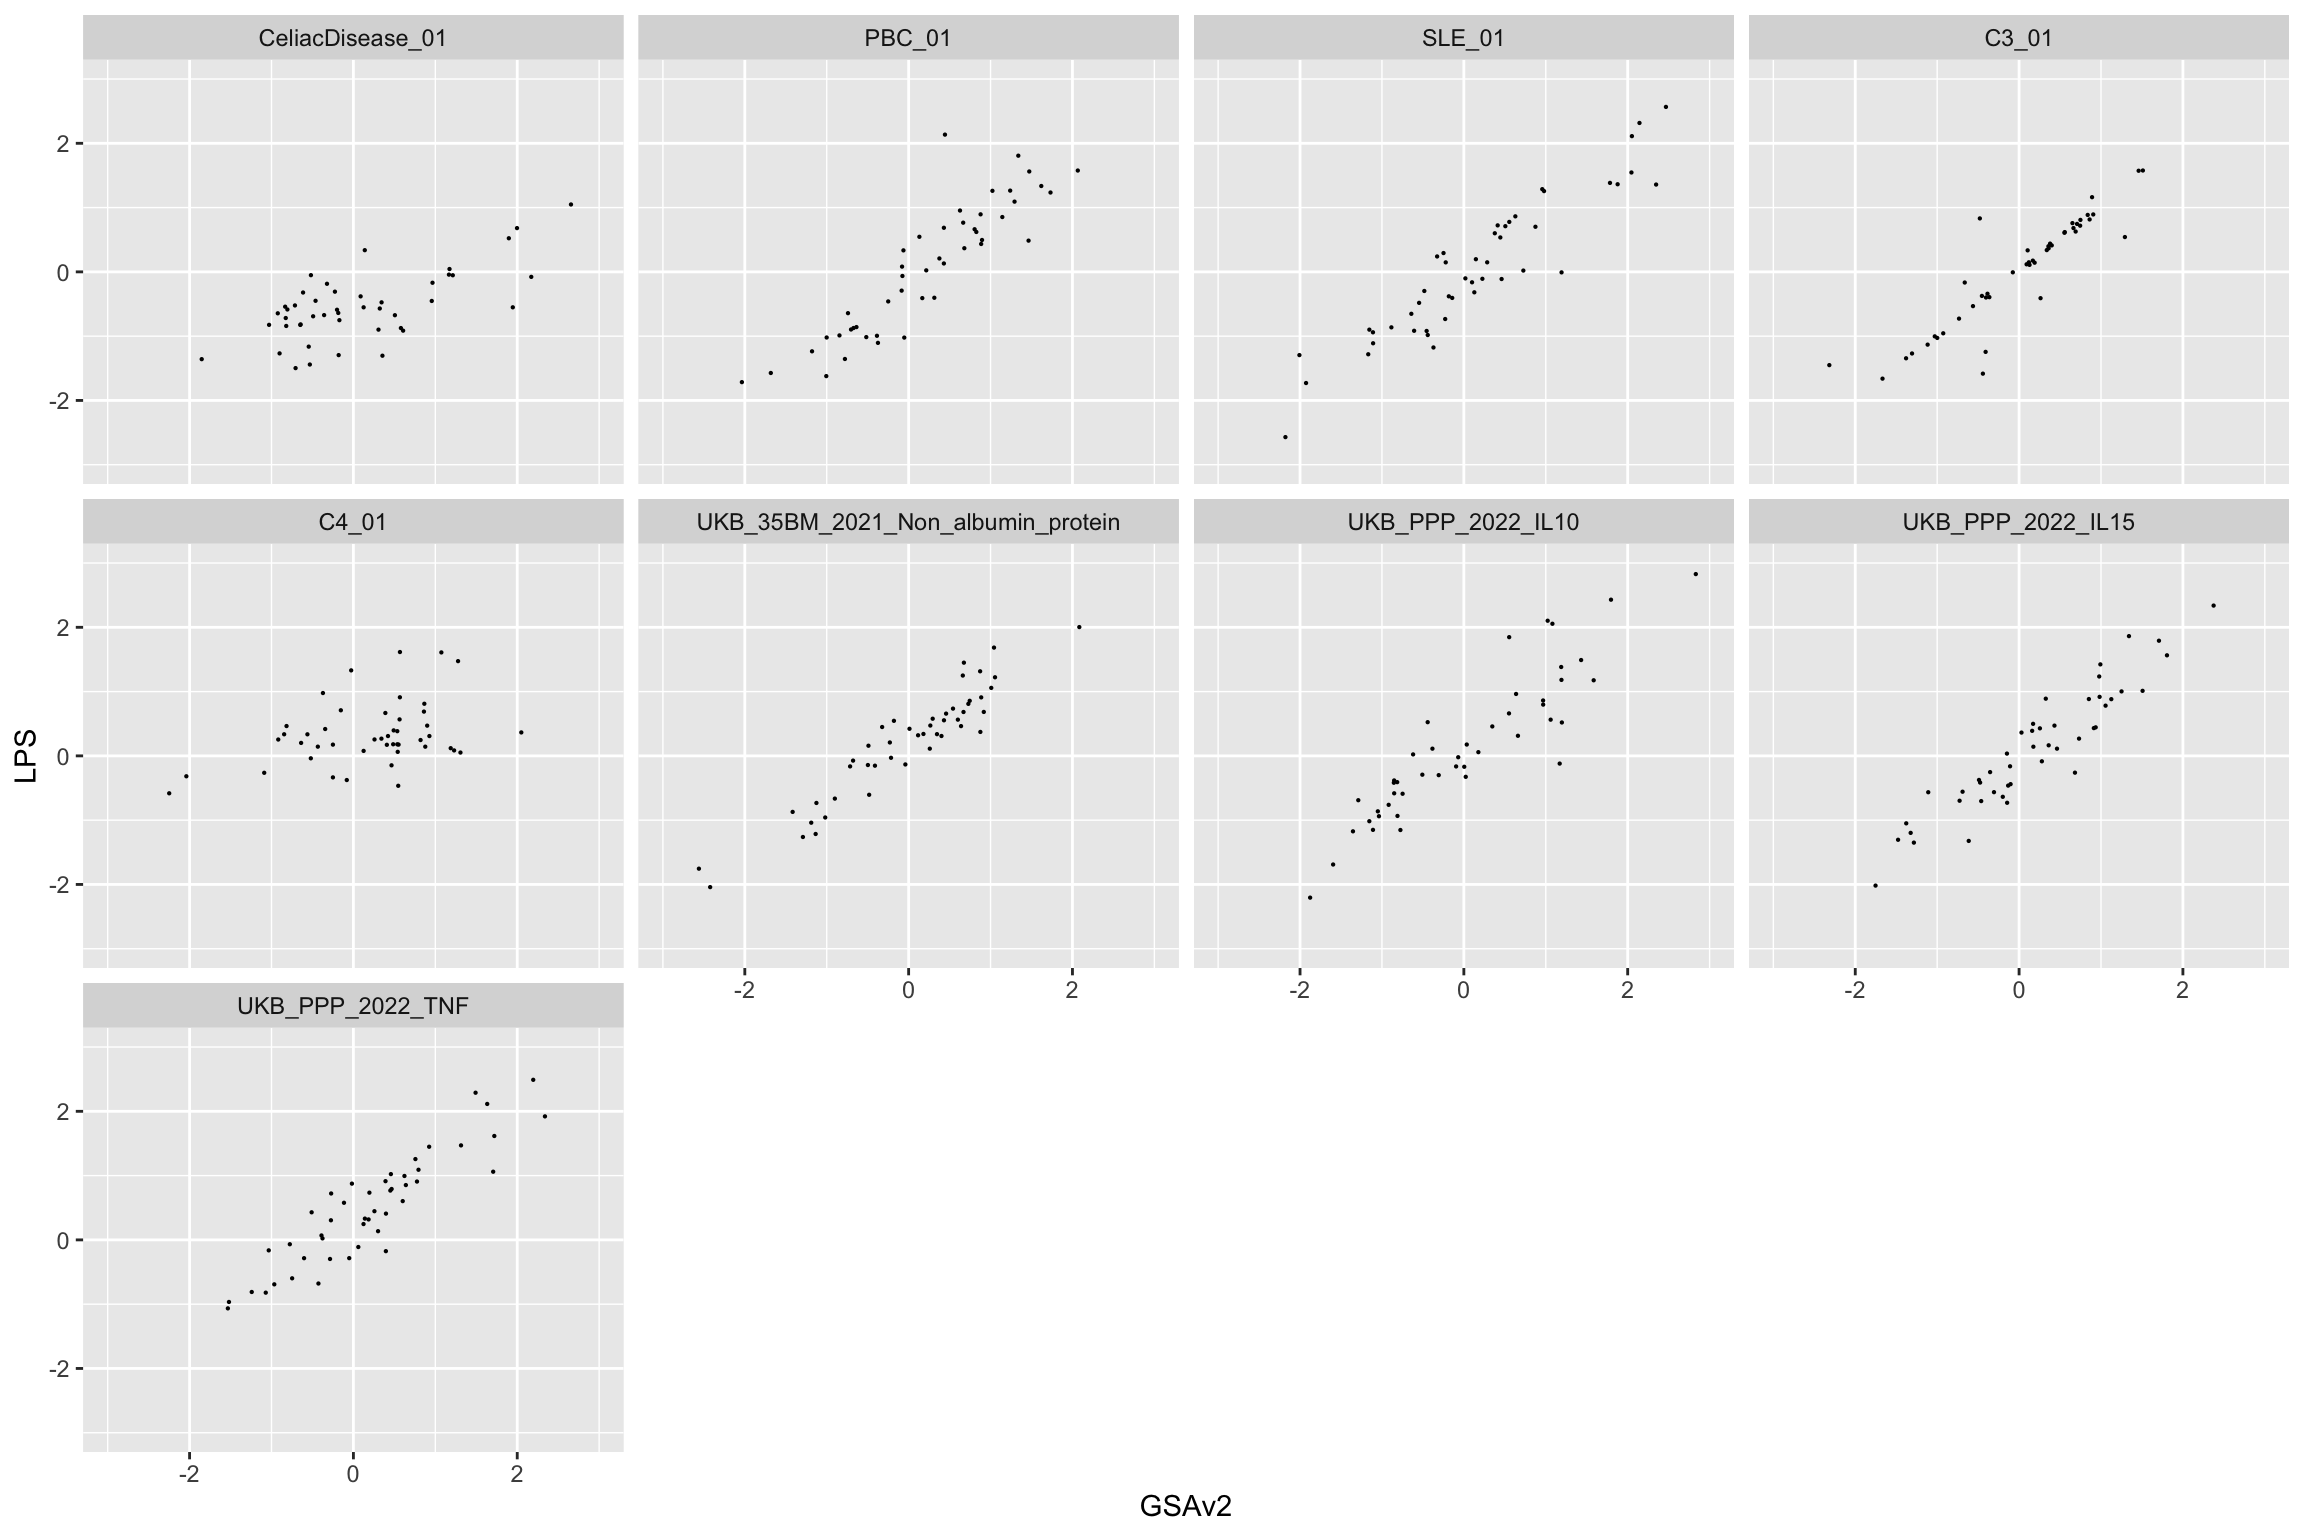 CeliacDisease_01 PBC_01 SLE_01 C3_01
2
0
-2
C4_01 UKB_35BM_2021_Non_albumin_protein UKB_PPP_2022_IL10 UKB_PPP_2022_IL15
2
0
-2
-2 0 2 -2 0 2 -2 0 2
UKB_PPP_2022_TNF
2
0
-2
-2 0 2
LPS
GSAv2